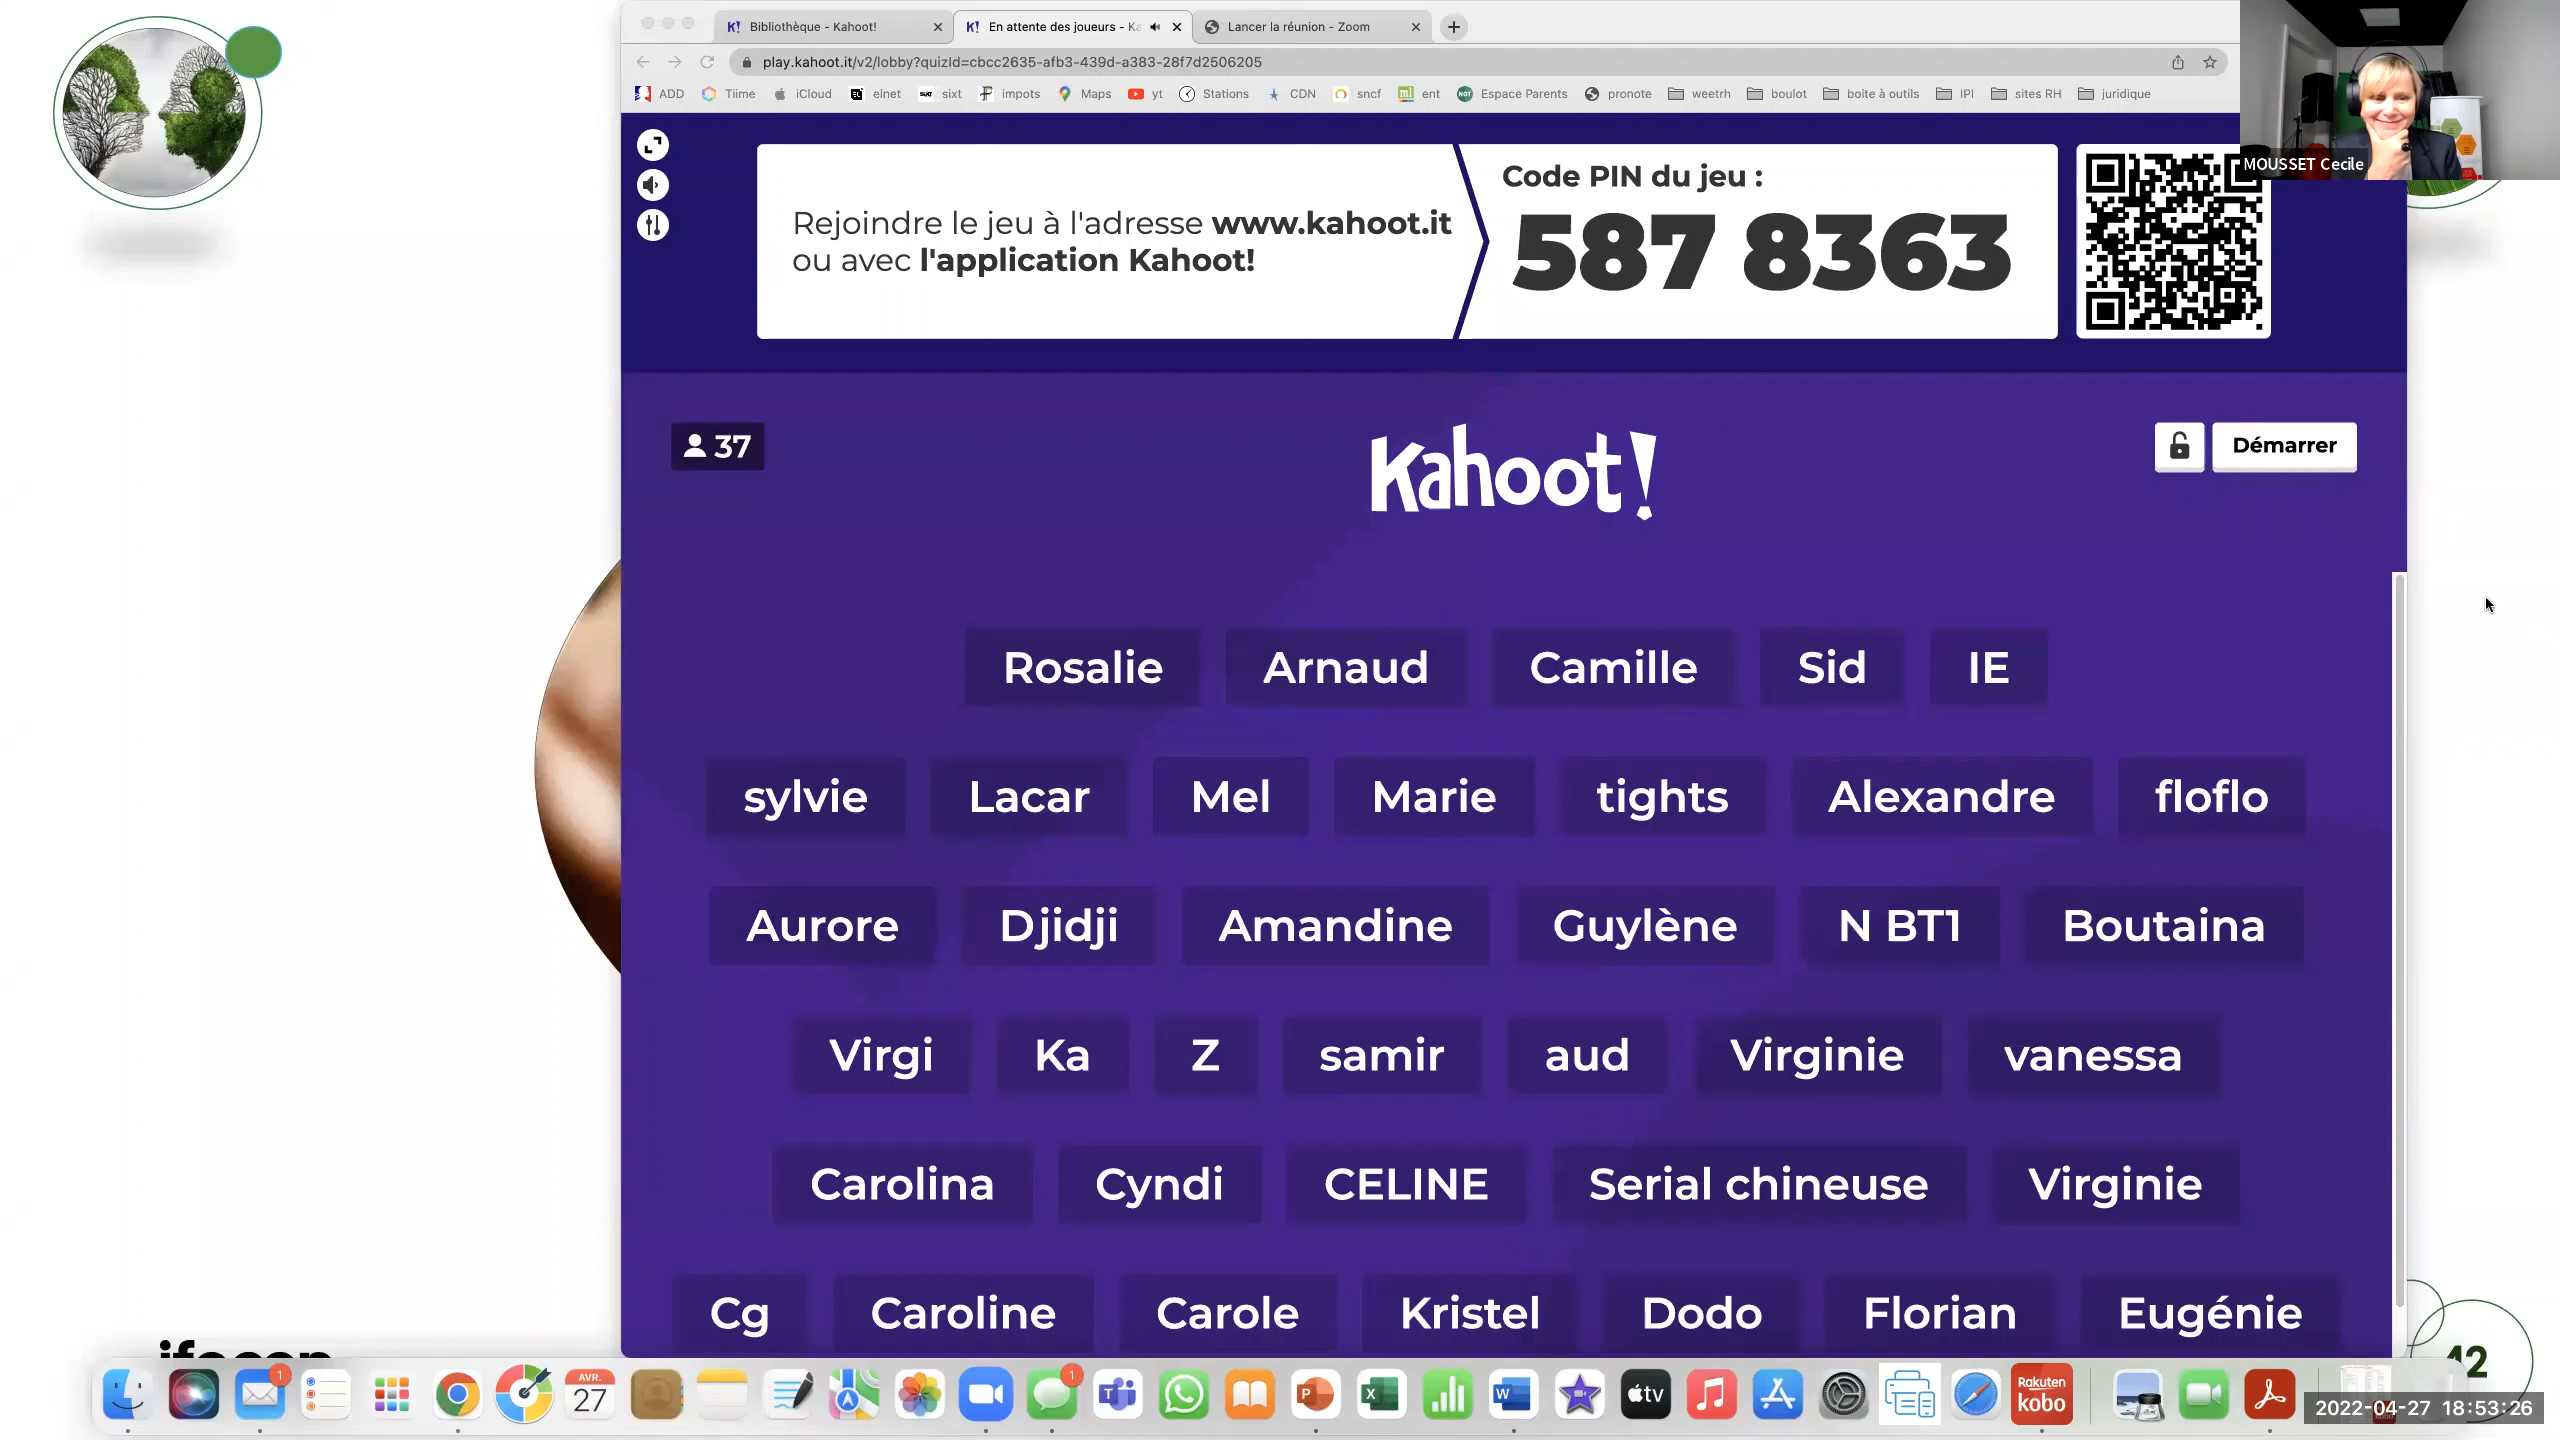 Bibliothèque - Kahoot!
En attente des joueurs - Ka
Lancer la réunion - Zoom
play.kahoot.it/v2/lobby?quizId=cbcc2635-afb3-439d-a383-28f7d2506205
ADD Tiime iCloud elnet sixt impots Maps yt Stations CDN sncf ent Espace Parents pronote weetrh boulot boite à outils IPI sites RH juridique
MOUSSET Cecile
Rejoindre le jeu à l'adresse www.kahoot.it
ou avec l'application Kahoot!
Code PIN du jeu :
587 8363
37
Kahoot!
Démarrer
Rosalie Arnaud Camille Sid IE
sylvie Lacar Mel Marie tights Alexandre floflo
Aurore Djidji Amandine Guylène N BT1 Boutaina
Virgi Ka Z samir aud Virginie vanessa
Carolina Cyndi CELINE Serial chineuse Virginie
Cg Caroline Carole Kristel Dodo Florian Eugénie
42
1
AVR.
27
1
tv
Rakuten
kobo
2022-04-27 18:53:26